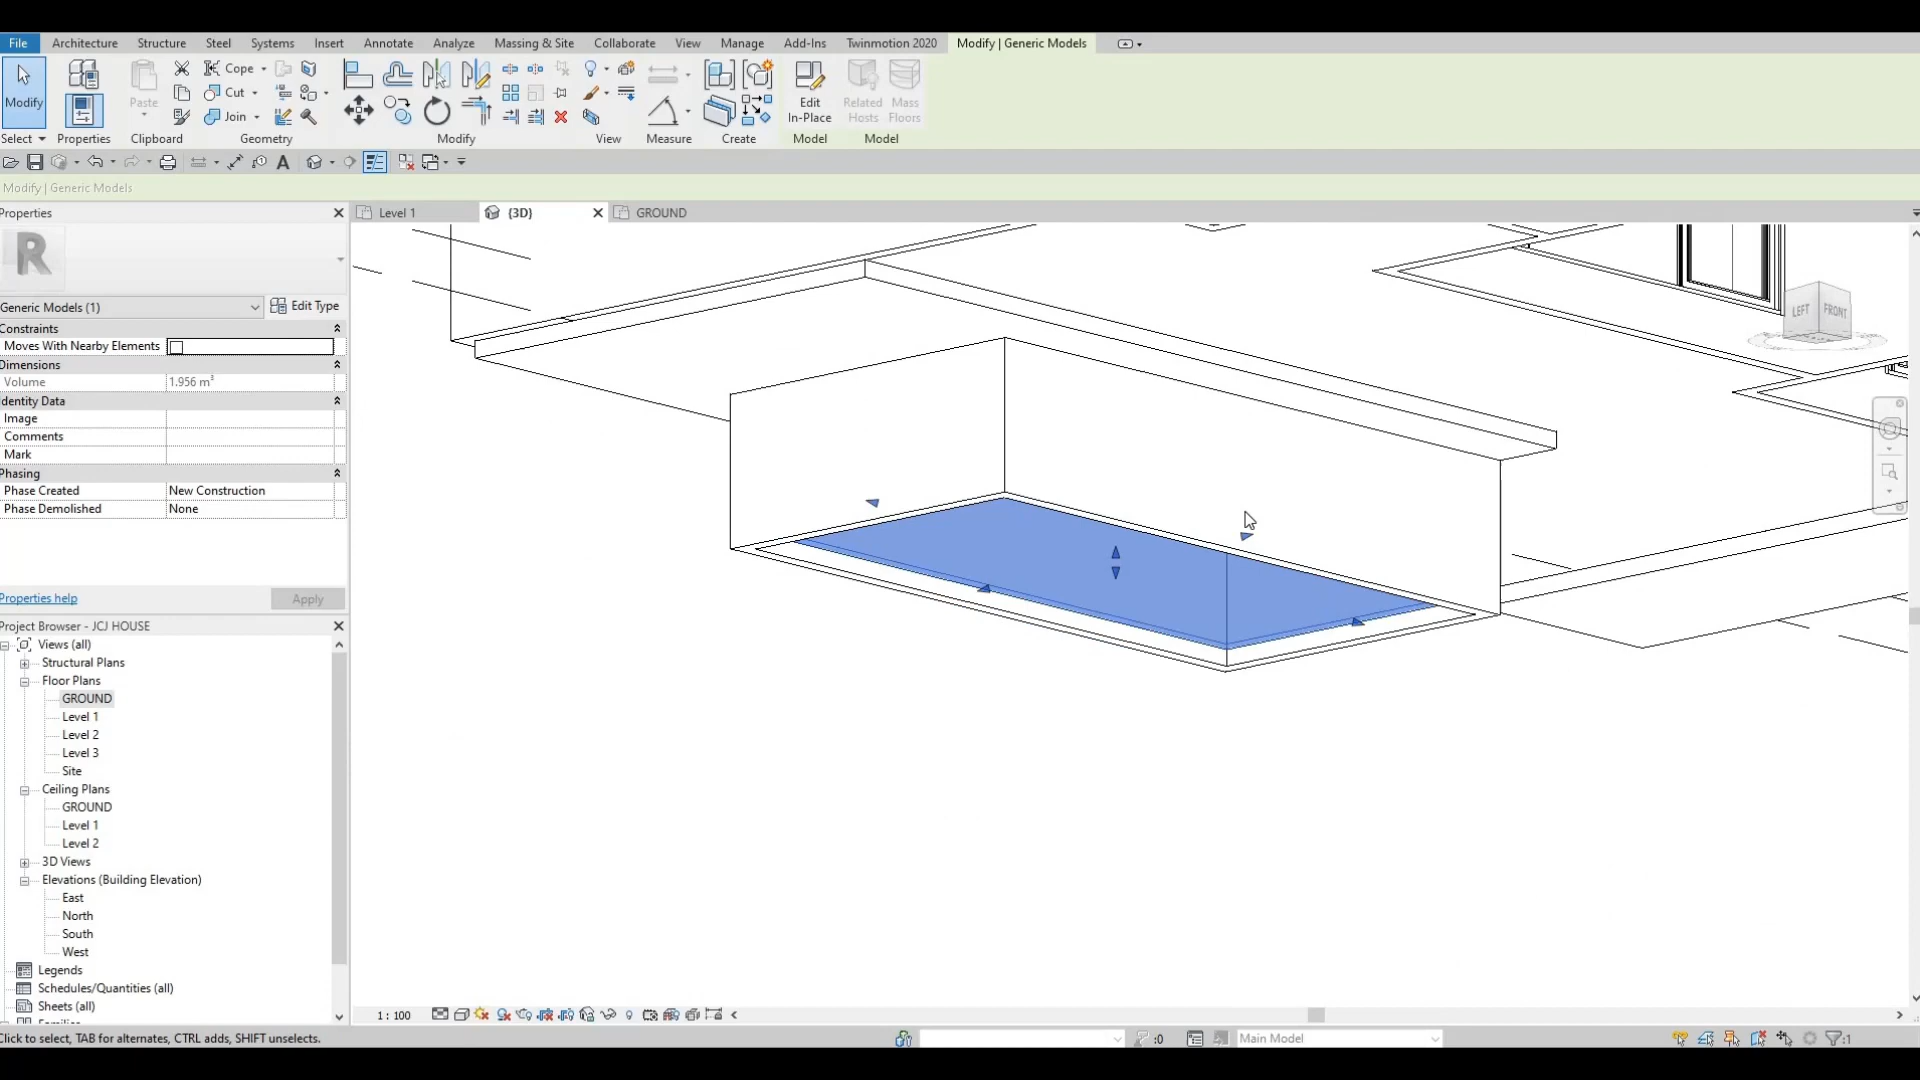 File Architecture Structure Steel Systems Insert Annotate Analyze Massing & Site Collaborate View Manage Add-Ins Twinmotion 2020 Modify | Generic Models
Modify
Paste
Cope
Cut
Join
Edit
In-Place
Related
Hosts
Mass
Floors
Select Properties Clipboard Geometry Modify View Measure Create Model Model
A
Modify | Generic Models
Properties
Level 1 {3D} GROUND
R
Generic Models (1) Edit Type
Constraints
Moves With Nearby Elements
Dimensions
Volume 1.956 m³
Identity Data
Image
Comments
Mark
Phasing
Phase Created New Construction
Phase Demolished None
Properties help Apply
LEFT FRONT
Project Browser - JCJ HOUSE
Views (all)
Structural Plans
Floor Plans
GROUND
Level 1
Level 2
Level 3
Site
Ceiling Plans
GROUND
Level 1
Level 2
3D Views
Elevations (Building Elevation)
East
North
South
West
Legends
Schedules/Quantities (all)
Sheets (all)
1 : 100
Click to select, TAB for alternates, CTRL adds, SHIFT unselects. :0 Main Model :1